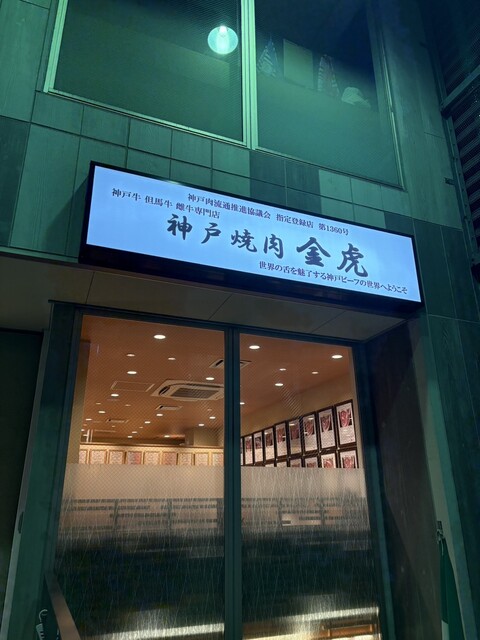 神戸肉流通推進協議会 指定登録店 第1360号
神戸牛 但馬牛 雌牛専門店
神戸焼肉 金虎
世界の舌を魅了する神戸ビーフの世界へようこそ